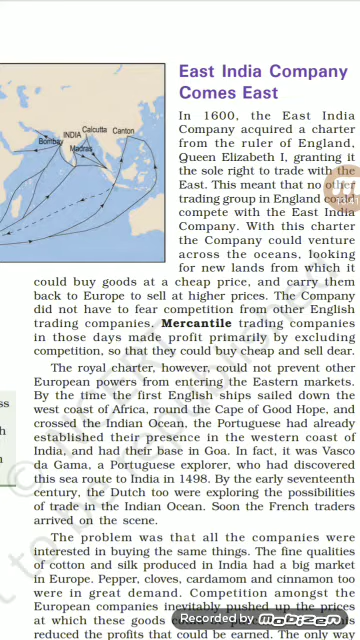 East India Company
Comes East
INDIA
Calcutta
Canton
Bombay
Madras
In 1600, the East India
Company acquired a charter
from the ruler of England,
Queen Elizabeth I, granting it
the sole right to trade with the
East. This meant that no other
trading group in England could
compete with the East India
Company. With this charter
the Company could venture
across the oceans, looking
for new lands from which it
could buy goods at a cheap price, and carry them
back to Europe to sell at higher prices. The Company
did not have to fear competition from other English
trading companies. Mercantile trading companies
in those days made profit primarily by excluding
competition, so that they could buy cheap and sell dear.
The royal charter, however, could not prevent other
European powers from entering the Eastern markets.
By the time the first English ships sailed down the
west coast of Africa, round the Cape of Good Hope, and
crossed the Indian Ocean, the Portuguese had already
established their presence in the western coast of
India, and had their base in Goa. In fact, it was Vasco
da Gama, a Portuguese explorer, who had discovered
this sea route to India in 1498. By the early seventeenth
century, the Dutch too were exploring the possibilities
of trade in the Indian Ocean. Soon the French traders
arrived on the scene.
The problem was that all the companies were
interested in buying the same things. The fine qualities
of cotton and silk produced in India had a big market
in Europe. Pepper, cloves, cardamom and cinnamon too
were in great demand. Competition amongst the
European companies inevitably pushed up the prices
at which these goods
reduced the profits that could be earned. The only way
Recorded by mobizen